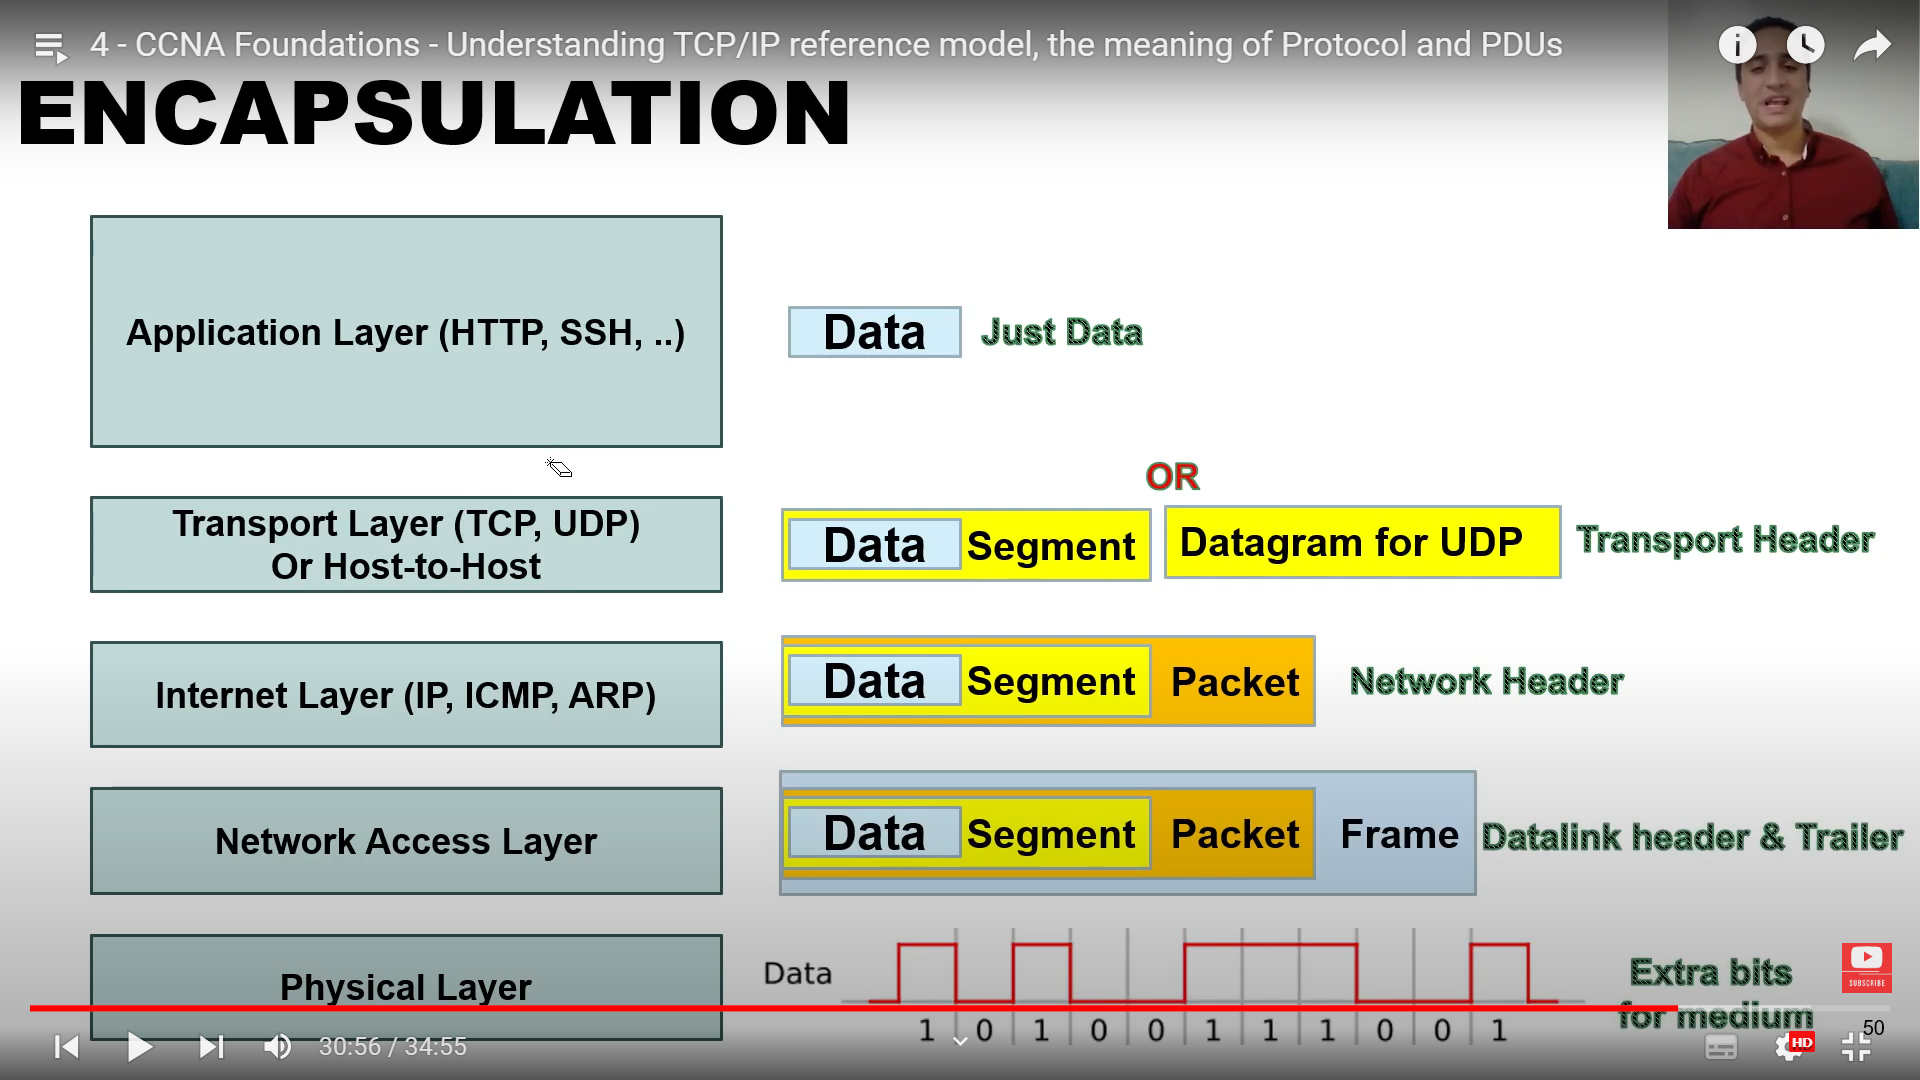 4 - CCNA Foundations - Understanding TCP/IP reference model, the meaning of Protocol and PDUs
ENCAPSULATION
Application Layer (HTTP, SSH, ..)
Data
Just Data
OR
Transport Layer (TCP, UDP)
Or Host-to-Host
Data Segment
Datagram for UDP
Transport Header
Internet Layer (IP, ICMP, ARP)
Data Segment Packet
Network Header
Network Access Layer
Data Segment Packet Frame
Datalink header & Trailer
Physical Layer
Data
1 0 1 0 0 1 1 1 0 0 1
Extra bits
for medium
SUBSCRIBE
50
30:56 / 34:55
HD